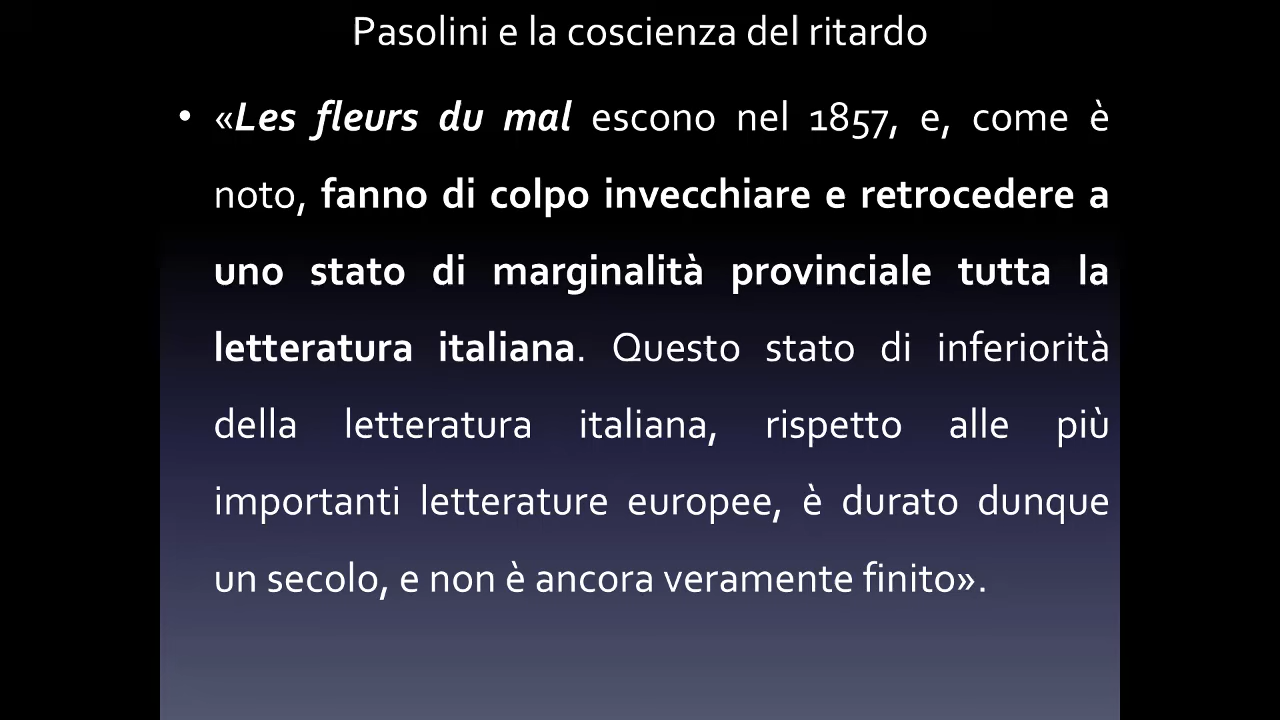 Pasolini e la coscienza del ritardo
• «Les fleurs du mal escono nel 1857, e, come è
noto, fanno di colpo invecchiare e retrocedere a
uno stato di marginalità provinciale tutta la
letteratura italiana. Questo stato di inferiorità
della letteratura italiana, rispetto alle più
importanti letterature europee, è durato dunque
un secolo, e non è ancora veramente finito».